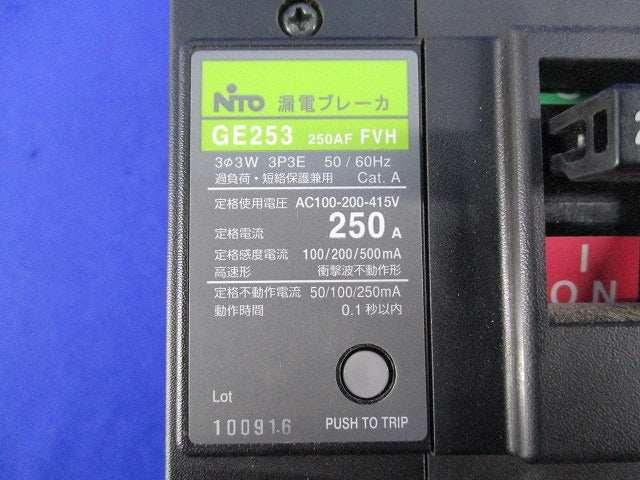 NITO 漏電ブレーカ
GE253 250AF FVH
3φ3W 3P3E 50/60Hz
過負荷・短絡保護兼用 Cat. A
定格使用電圧 AC100-200-415V
定格電流 250 A
定格感度電流 100/200/500mA
高速形 衝撃波不動作形
定格不動作電流 50/100/250mA
動作時間 0.1秒以内
Lot
100916
PUSH TO TRIP
2
I
ON